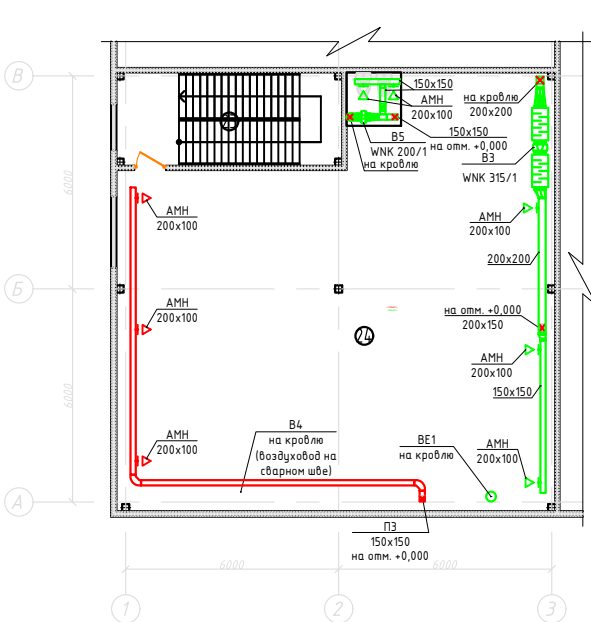 В
150х150
АМН
200х100
на кровлю
200х200
150х150
на отм. +0,000
В5
WNK 200/1
на кровлю
В3
WNK 315/1
6000
АМН
200х100
АМН
200х100
200х200
Б
АМН
200х100
на отм. +0,000
200х150
24
АМН
200х100
150х150
6000
АМН
200х100
В4
на кровлю
(воздуховод на
сварном шве)
ВЕ1
на кровлю
АМН
200х100
А
П3
150х150
на отм. +0,000
6000
6000
1
2
3